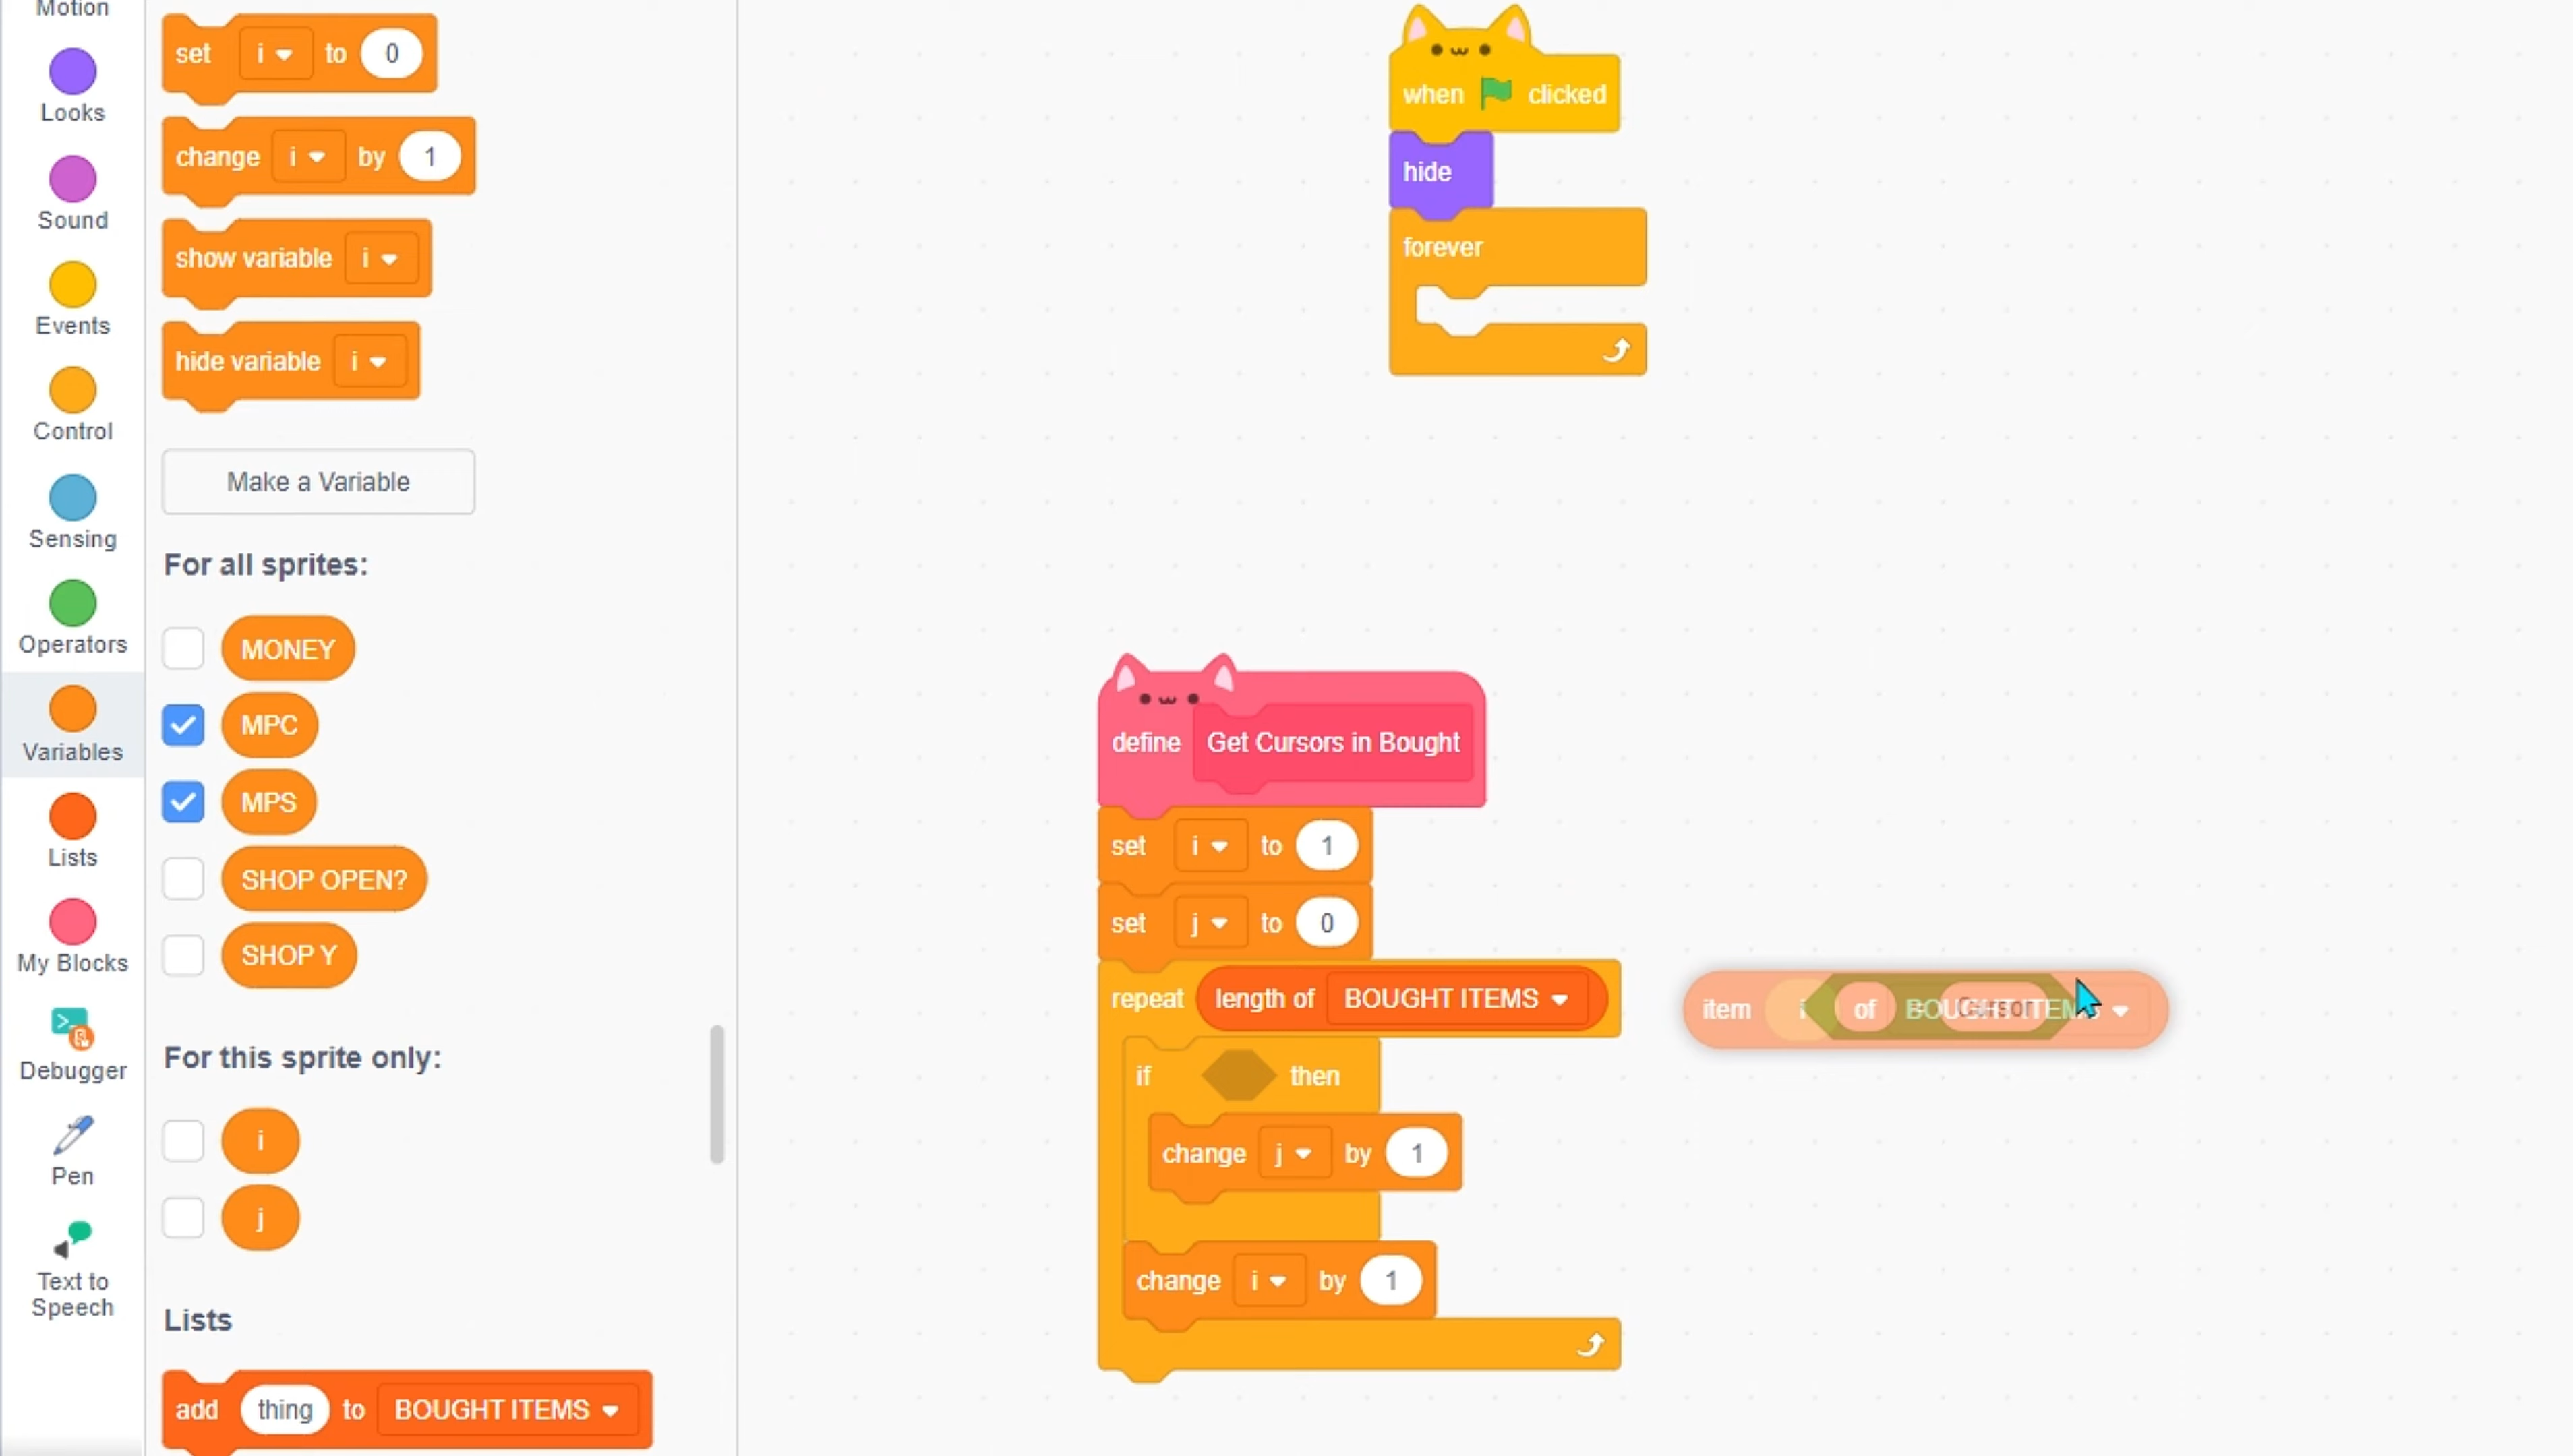 Motion
Looks
Sound
Events
Control
Sensing
Operators
Variables
Lists
My Blocks
Debugger
Pen
Text to
Speech
set i to 0
change i by 1
show variable i
hide variable i
Make a Variable
For all sprites:
MONEY
MPC
MPS
SHOP OPEN?
SHOP Y
For this sprite only:
i
j
Lists
add thing to BOUGHT ITEMS
when clicked
hide
forever
define Get Cursors in Bought
set i to 1
set j to 0
repeat length of BOUGHT ITEMS
if then
change j by 1
change i by 1
item i of BOUGHT ITEMS